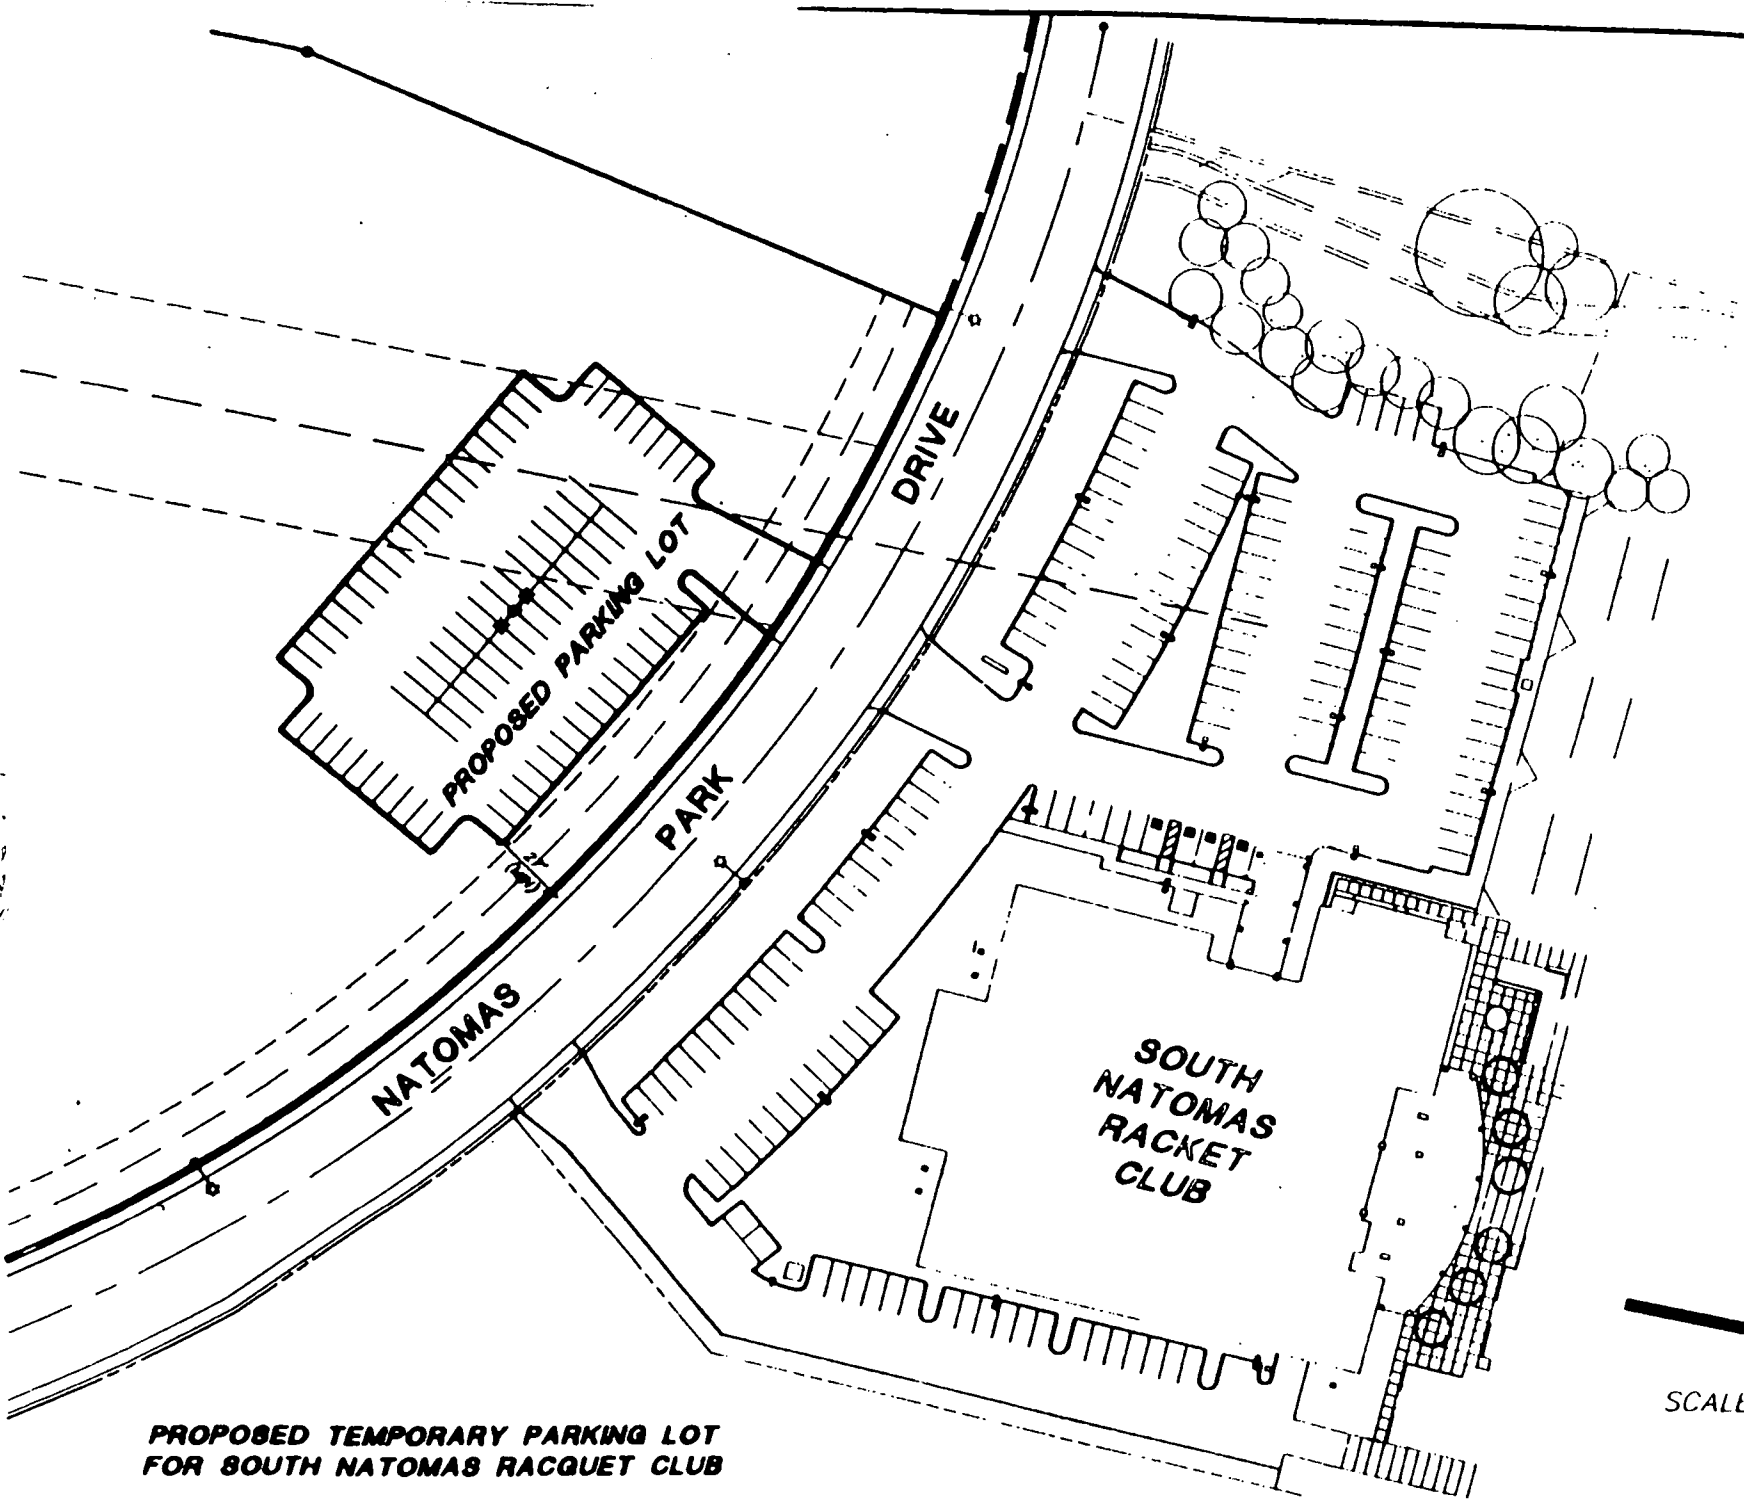 DRIVE
PROPOSED PARKING LOT
PARK
NATOMAS
SOUTH
NATOMAS
RACKET
CLUB
SCALE
PROPOSED TEMPORARY PARKING LOT
FOR SOUTH NATOMAS RACQUET CLUB